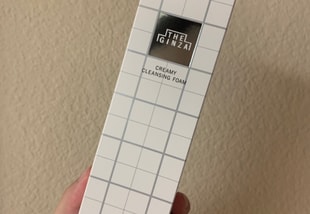 THE
GINZA
CREAMY
CLEANSING FOAM